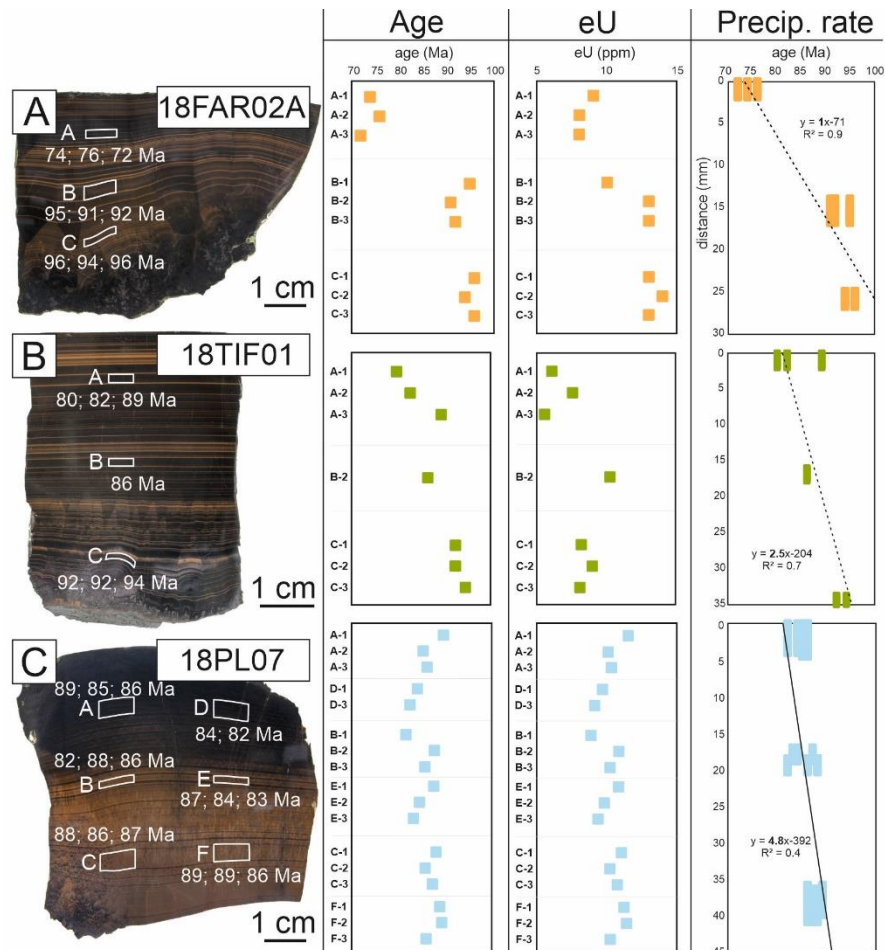 Age
eU
Precip. rate
age (Ma)
eU (ppm)
age (Ma)
70 75 80 85 90 95 100
5 10 15
70 75 80 85 90 95 100
A
18FAR02A
A
74; 76; 72 Ma
B
95; 91; 92 Ma
C
96; 94; 96 Ma
1 cm
A-1
A-2
A-3
B-1
B-2
B-3
C-1
C-2
C-3
A-1
A-2
A-3
B-1
B-2
B-3
C-1
C-2
C-3
0
5
10
15
20
25
30
distance (mm)
y = 1x-71
R² = 0.9
B
18TIF01
A
80; 82; 89 Ma
B
86 Ma
C
92; 92; 94 Ma
1 cm
A-1
A-2
A-3
B-2
C-1
C-2
C-3
A-1
A-2
A-3
B-2
C-1
C-2
C-3
0
5
10
15
20
25
30
35
y = 2.5x-204
R² = 0.7
C
18PL07
89; 85; 86 Ma
A
D
84; 82 Ma
82; 88; 86 Ma
B
E
87; 84; 83 Ma
88; 86; 87 Ma
C
F
89; 89; 86 Ma
1 cm
A-1
A-2
A-3
D-1
D-3
B-1
B-2
B-3
E-1
E-2
E-3
C-1
C-2
C-3
F-1
F-2
F-3
A-1
A-2
A-3
D-1
D-3
B-1
B-2
B-3
E-1
E-2
E-3
C-1
C-2
C-3
F-1
F-2
F-3
0
5
10
15
20
25
30
35
40
45
y = 4.8x-392
R² = 0.4